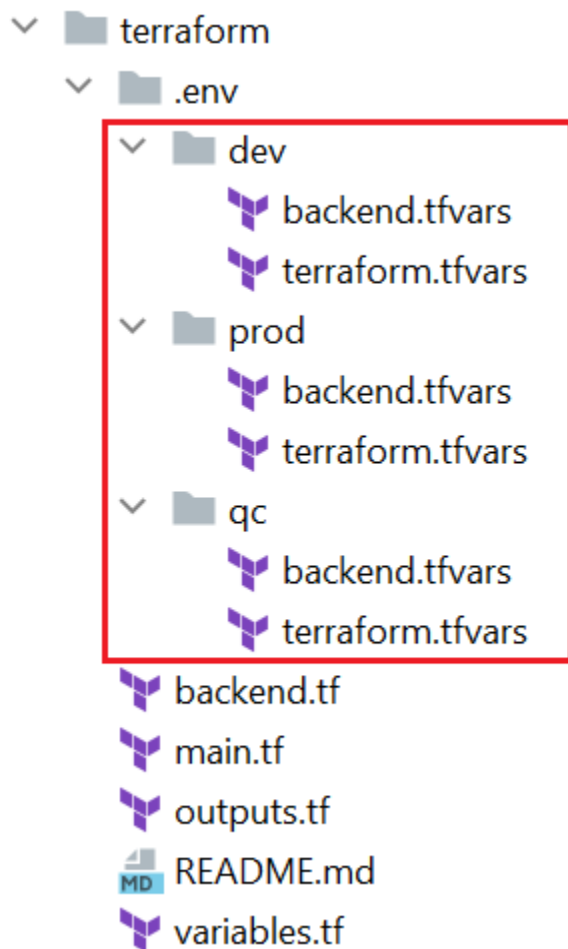 terraform
.env
dev
backend.tfvars
terraform.tfvars
prod
backend.tfvars
terraform.tfvars
qc
backend.tfvars
terraform.tfvars
backend.tf
main.tf
outputs.tf
MD README.md
variables.tf